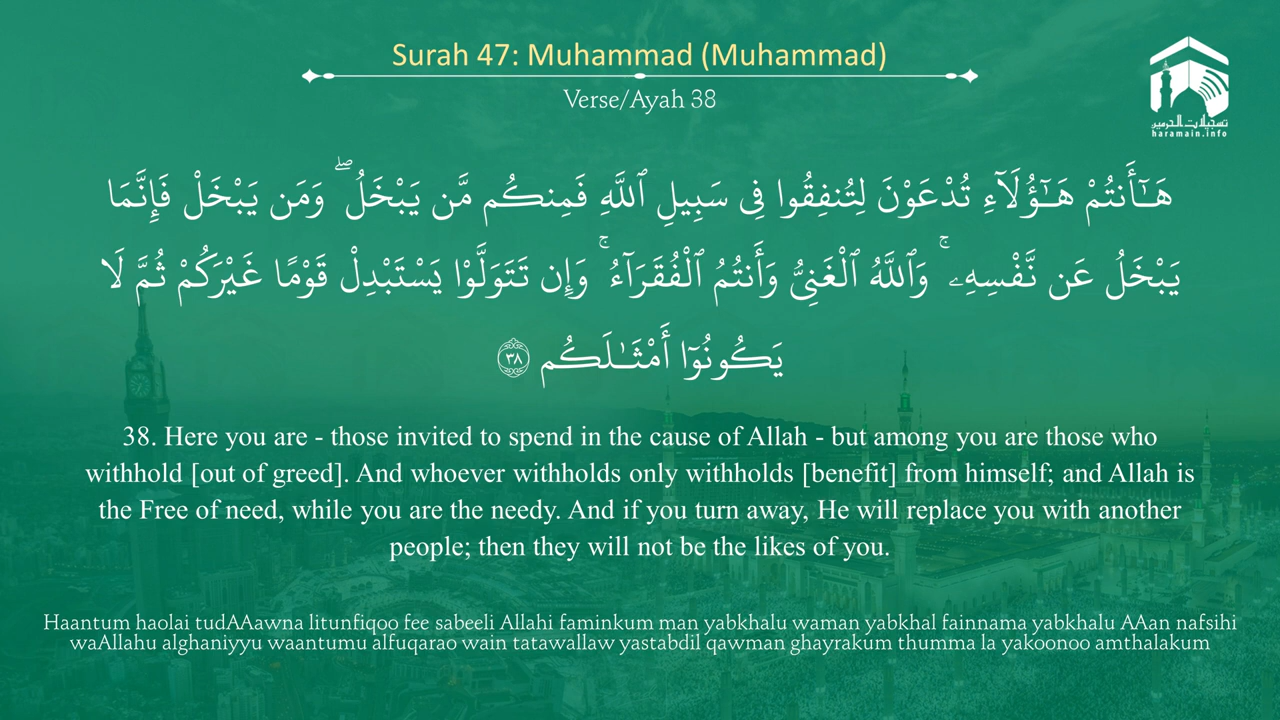 Surah 47: Muhammad (Muhammad)
Verse/Ayah 38
تسجيلات الحرمين
haramain.info
هَـٰٓأَنتُمْ هَـٰٓؤُلَآءِ تُدْعَوْنَ لِتُنفِقُوا۟ فِى سَبِيلِ ٱللَّهِ فَمِنكُم مَّن يَبْخَلُ ۖ وَمَن يَبْخَلْ فَإِنَّمَا
يَبْخَلُ عَن نَّفْسِهِۦ ۚ وَٱللَّهُ ٱلْغَنِىُّ وَأَنتُمُ ٱلْفُقَرَآءُ ۚ وَإِن تَتَوَلَّوْا۟ يَسْتَبْدِلْ قَوْمًا غَيْرَكُمْ ثُمَّ لَا
يَكُونُوٓا۟ أَمْثَـٰلَكُم ٣٨
38. Here you are - those invited to spend in the cause of Allah - but among you are those who
withhold [out of greed]. And whoever withholds only withholds [benefit] from himself; and Allah is
the Free of need, while you are the needy. And if you turn away, He will replace you with another
people; then they will not be the likes of you.
Haantum haolai tudAAawna litunfiqoo fee sabeeli Allahi faminkum man yabkhalu waman yabkhal fainnama yabkhalu AAan nafsihi
waAllahu alghaniyyu waantumu alfuqarao wain tatawallaw yastabdil qawman ghayrakum thumma la yakoonoo amthalakum